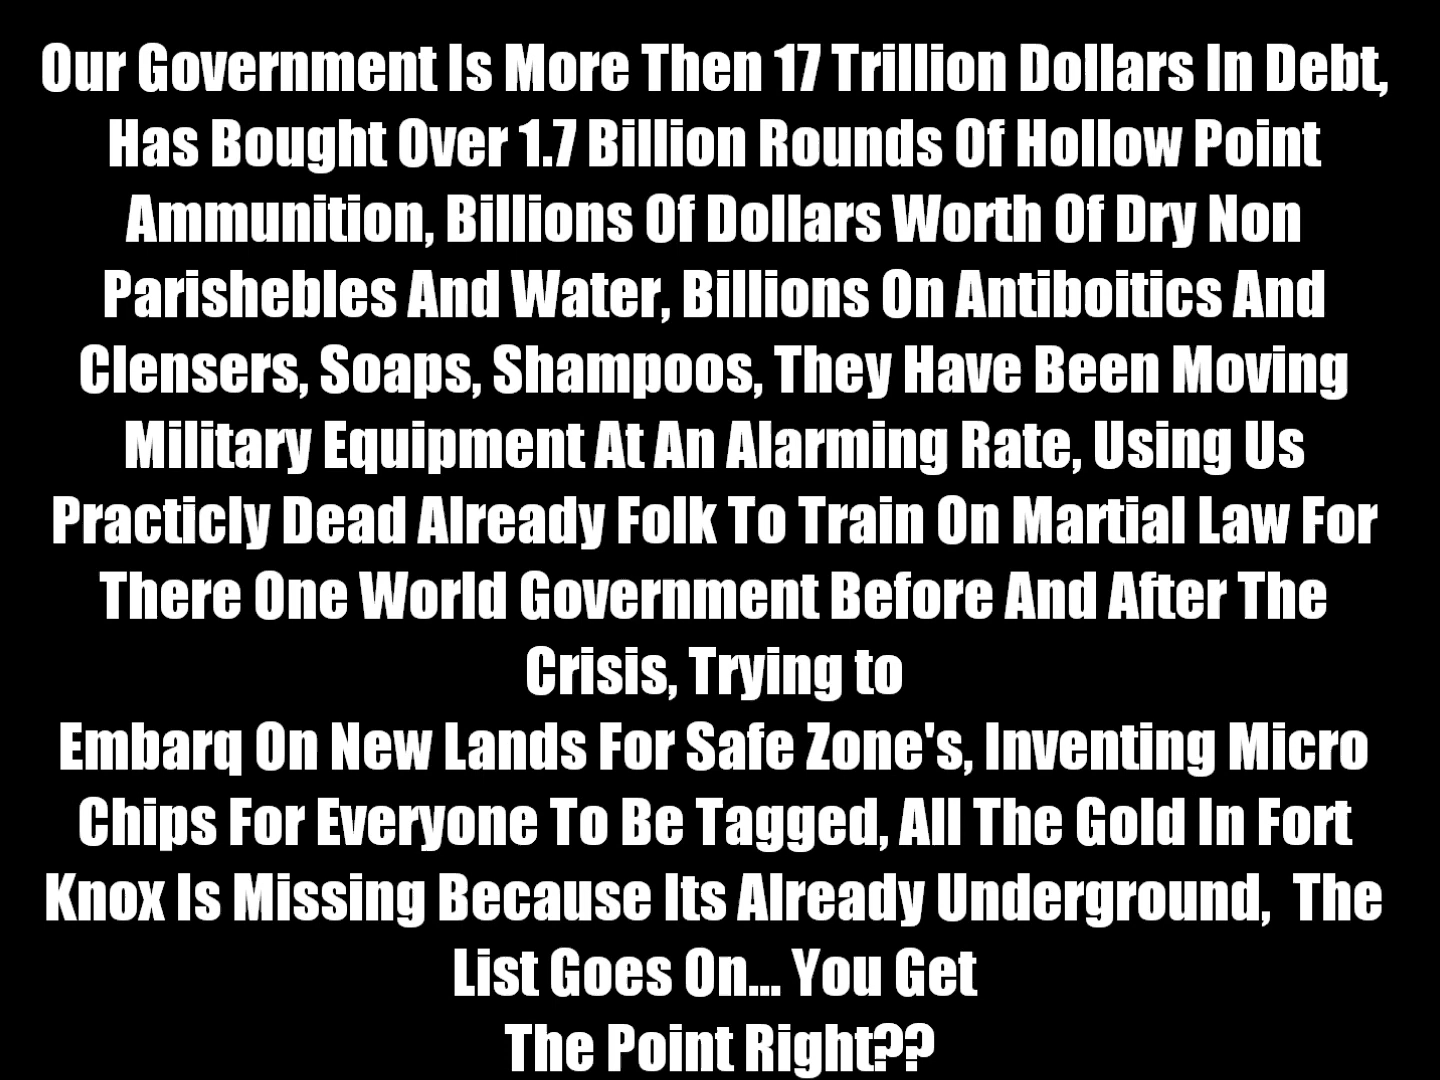 Our Government Is More Then 17 Trillion Dollars In Debt,
Has Bought Over 1.7 Billion Rounds Of Hollow Point
Ammunition, Billions Of Dollars Worth Of Dry Non
Parishebles And Water, Billions On Antiboitics And
Clensers, Soaps, Shampoos, They Have Been Moving
Military Equipment At An Alarming Rate, Using Us
Practicly Dead Already Folk To Train On Martial Law For
There One World Government Before And After The
Crisis, Trying to
Embarq On New Lands For Safe Zone's, Inventing Micro
Chips For Everyone To Be Tagged, All The Gold In Fort
Knox Is Missing Because Its Already Underground,  The
List Goes On... You Get
The Point Right??